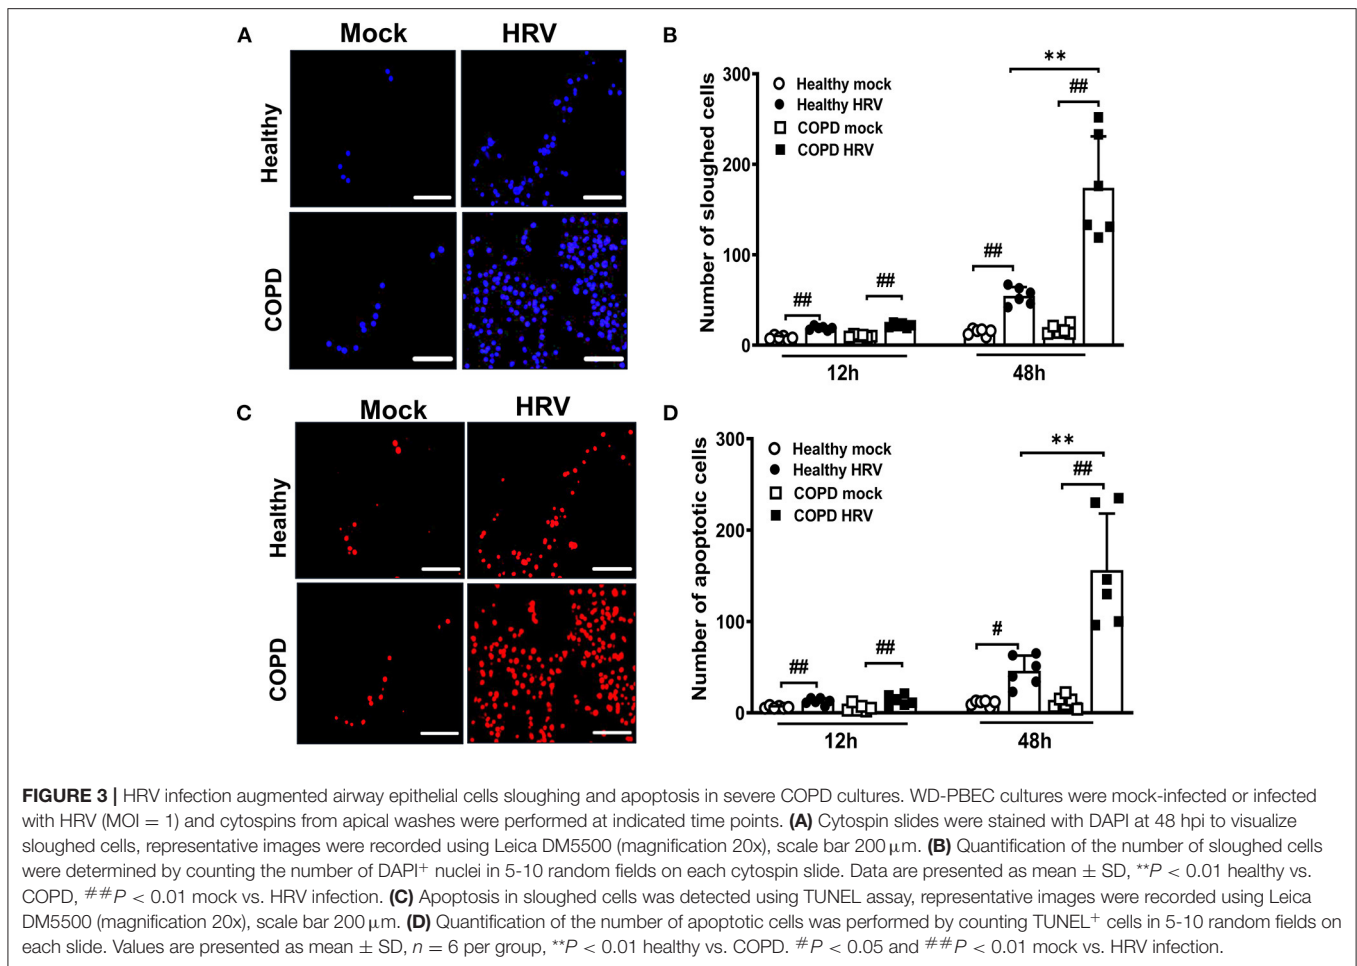 A
Mock
HRV
Healthy
COPD
B
Number of sloughed cells
300
200
100
0
Healthy mock
Healthy HRV
COPD mock
COPD HRV
##
##
##
##
**
12h
48h
C
Mock
HRV
Healthy
COPD
D
Number of apoptotic cells
300
200
100
0
Healthy mock
Healthy HRV
COPD mock
COPD HRV
##
##
#
##
**
12h
48h
FIGURE 3 | HRV infection augmented airway epithelial cells sloughing and apoptosis in severe COPD cultures. WD-PBEC cultures were mock-infected or infected
with HRV (MOI = 1) and cytospins from apical washes were performed at indicated time points. (A) Cytospin slides were stained with DAPI at 48 hpi to visualize
sloughed cells, representative images were recorded using Leica DM5500 (magnification 20x), scale bar 200 μm. (B) Quantification of the number of sloughed cells
were determined by counting the number of DAPI⁺ nuclei in 5-10 random fields on each cytospin slide. Data are presented as mean ± SD, **P < 0.01 healthy vs.
COPD, ##P < 0.01 mock vs. HRV infection. (C) Apoptosis in sloughed cells was detected using TUNEL assay, representative images were recorded using Leica
DM5500 (magnification 20x), scale bar 200 μm. (D) Quantification of the number of apoptotic cells was performed by counting TUNEL⁺ cells in 5-10 random fields on
each slide. Values are presented as mean ± SD, n = 6 per group, **P < 0.01 healthy vs. COPD. #P < 0.05 and ##P < 0.01 mock vs. HRV infection.